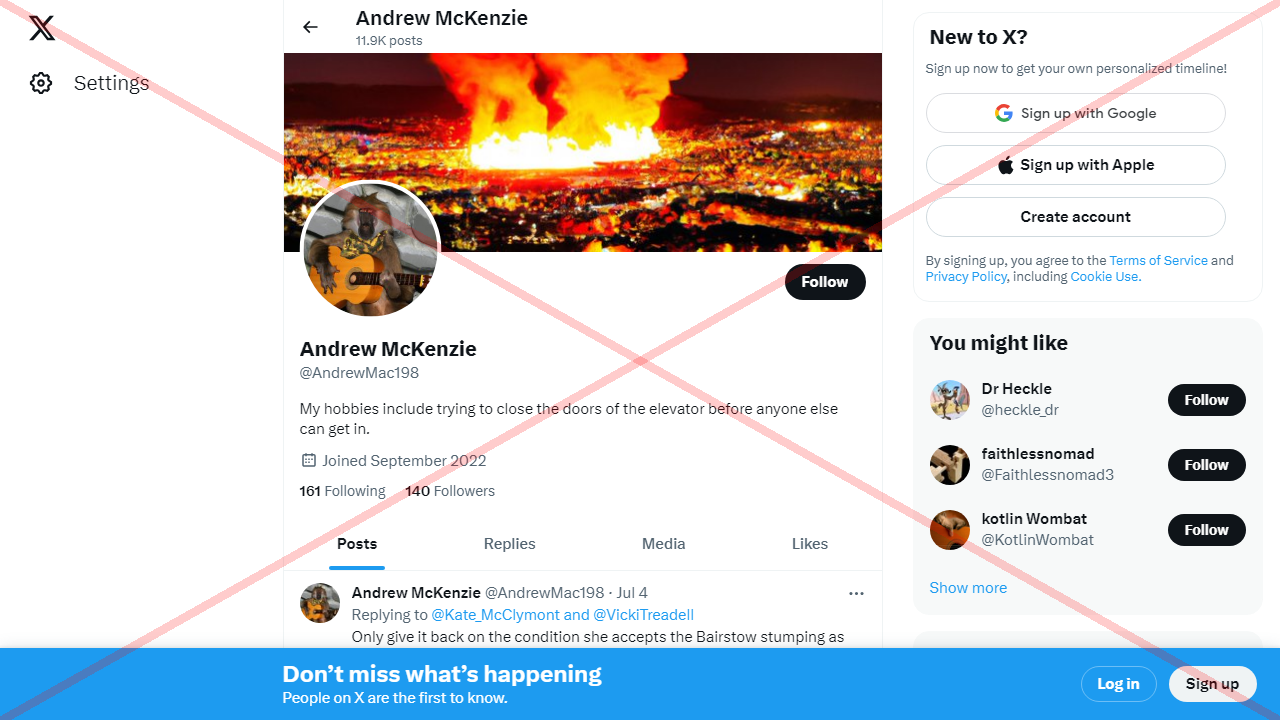 Settings
Andrew McKenzie
11.9K posts
Follow
Andrew McKenzie
@AndrewMac198
My hobbies include trying to close the doors of the elevator before anyone else
can get in.
Joined September 2022
161 Following 140 Followers
Posts Replies Media Likes
Andrew McKenzie @AndrewMac198 · Jul 4
Replying to @Kate_McClymont and @VickiTreadell
Only give it back on the condition she accepts the Bairstow stumping as
New to X?
Sign up now to get your own personalized timeline!
Sign up with Google
Sign up with Apple
Create account
By signing up, you agree to the Terms of Service and
Privacy Policy, including Cookie Use.
You might like
Dr Heckle
@heckle_dr
Follow
faithlessnomad
@Faithlessnomad3
Follow
kotlin Wombat
@KotlinWombat
Follow
Show more
Don’t miss what’s happening
People on X are the first to know.
Log in
Sign up